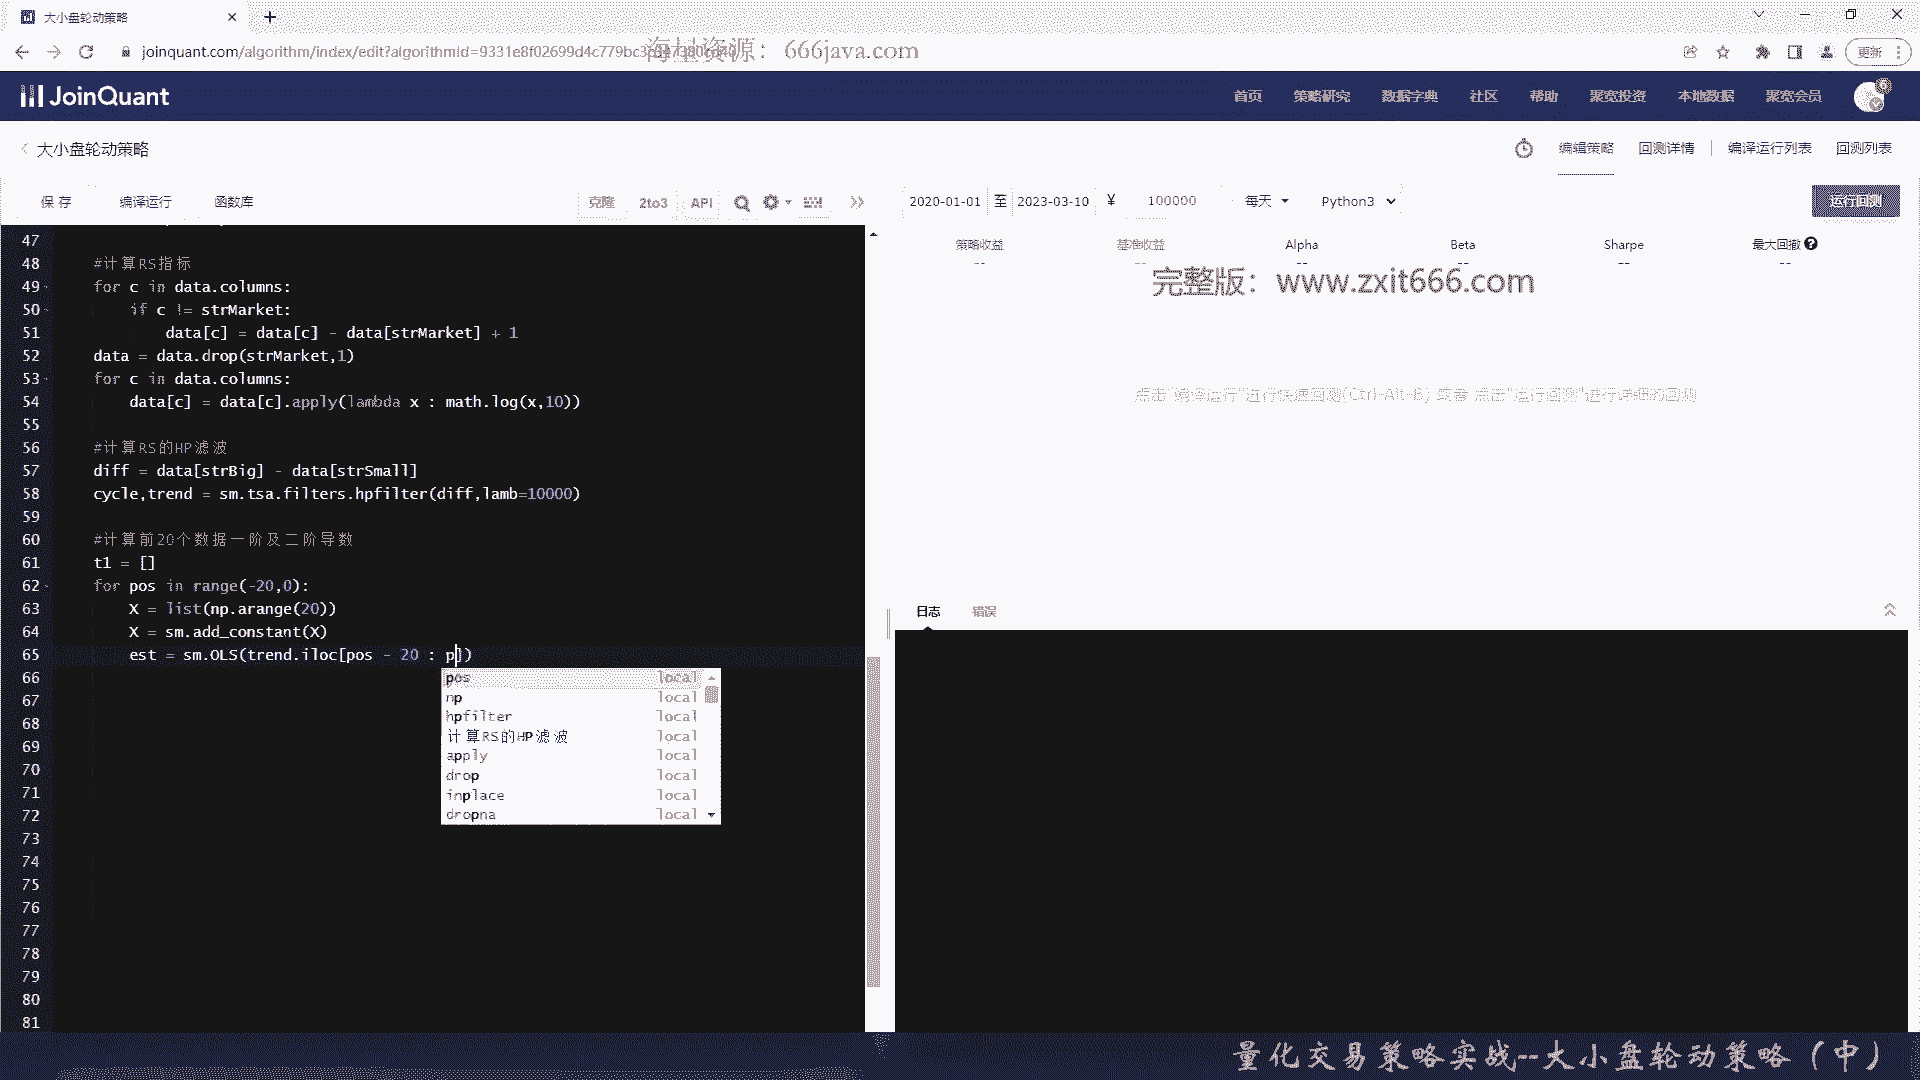 大小盘轮动策略
joinquant.com/algorithm/index/edit?algorithmId=9331e8f02699d4c779bc3
海量资源：666java.com
更新
JoinQuant
首页 策略研究 数据字典 社区 帮助 聚宽投资 本地数据 聚宽会员
大小盘轮动策略
编辑策略 回测详情 编译运行列表 回测列表
保存 编译运行 函数库 克隆 2to3 API
2020-01-01 至 2023-03-10 ¥ 100000 每天 Python3 运行回测
策略收益 基准收益 Alpha Beta Sharpe 最大回撤
-- -- -- -- -- --
完整版：www.zxit666.com
点击"编译运行"进行快速回测(Ctrl-Alt-B) 或者 点击"运行回测"进行详细的回测
47
48 #计算RS指标
49 for c in data.columns:
50 if c != strMarket:
51 data[c] = data[c] - data[strMarket] + 1
52 data = data.drop(strMarket,1)
53 for c in data.columns:
54 data[c] = data[c].apply(lambda x : math.log(x,10))
55
56 #计算RS的HP滤波
57 diff = data[strBig] - data[strSmall]
58 cycle,trend = sm.tsa.filters.hpfilter(diff,lamb=10000)
59
60 #计算前20个数据一阶及二阶导数
61 t1 = []
62 for pos in range(-20,0):
63 X = list(np.arange(20))
64 X = sm.add_constant(X)
65 est = sm.OLS(trend.iloc[pos - 20 : p])
66
67
68
69
70
71
72
73
74
75
76
77
78
79
80
81
pos local
np local
hpfilter local
计算RS的HP滤波 local
apply local
drop local
inplace local
dropna local
日志 错误
量化交易策略实战--大小盘轮动策略（中）